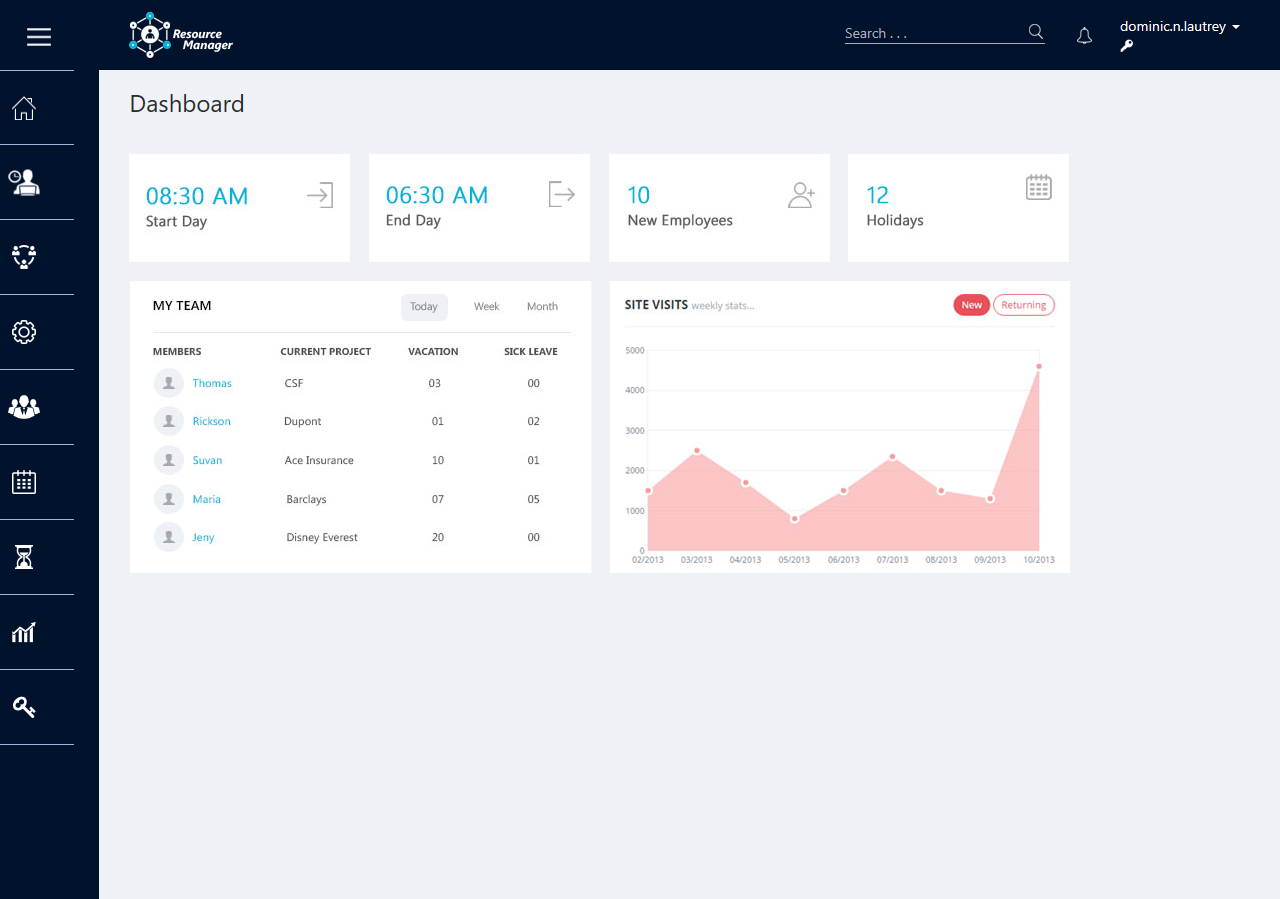 Resource
Manager
Search . . .
dominic.n.lautrey
Dashboard
08:30 AM
Start Day
06:30 AM
End Day
10
New Employees
12
Holidays
MY TEAM
Today Week Month
MEMBERS CURRENT PROJECT VACATION SICK LEAVE
Thomas CSF 03 00
Rickson Dupont 01 02
Suvan Ace Insurance 10 01
Maria Barclays 07 05
Jeny Disney Everest 20 00
SITE VISITS weekly stats...
New Returning
5000
4000
3000
2000
1000
0
02/2013 03/2013 04/2013 05/2013 06/2013 07/2013 08/2013 09/2013 10/2013